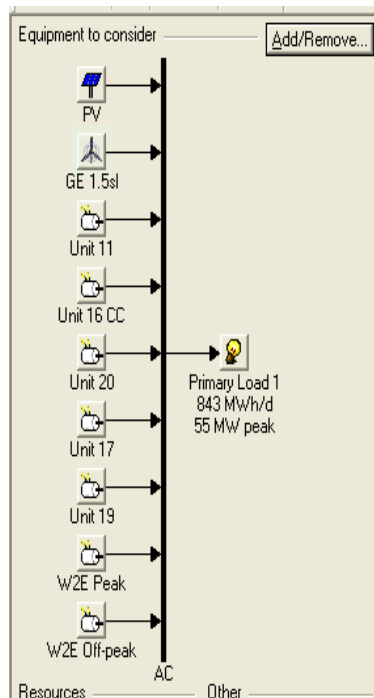 Equipment to consider
Add/Remove...
PV
GE 1.5sl
Unit 11
Unit 16 CC
Unit 20
Primary Load 1
843 MWh/d
55 MW peak
Unit 17
Unit 19
W2E Peak
W2E Off-peak
AC
Resources
Other